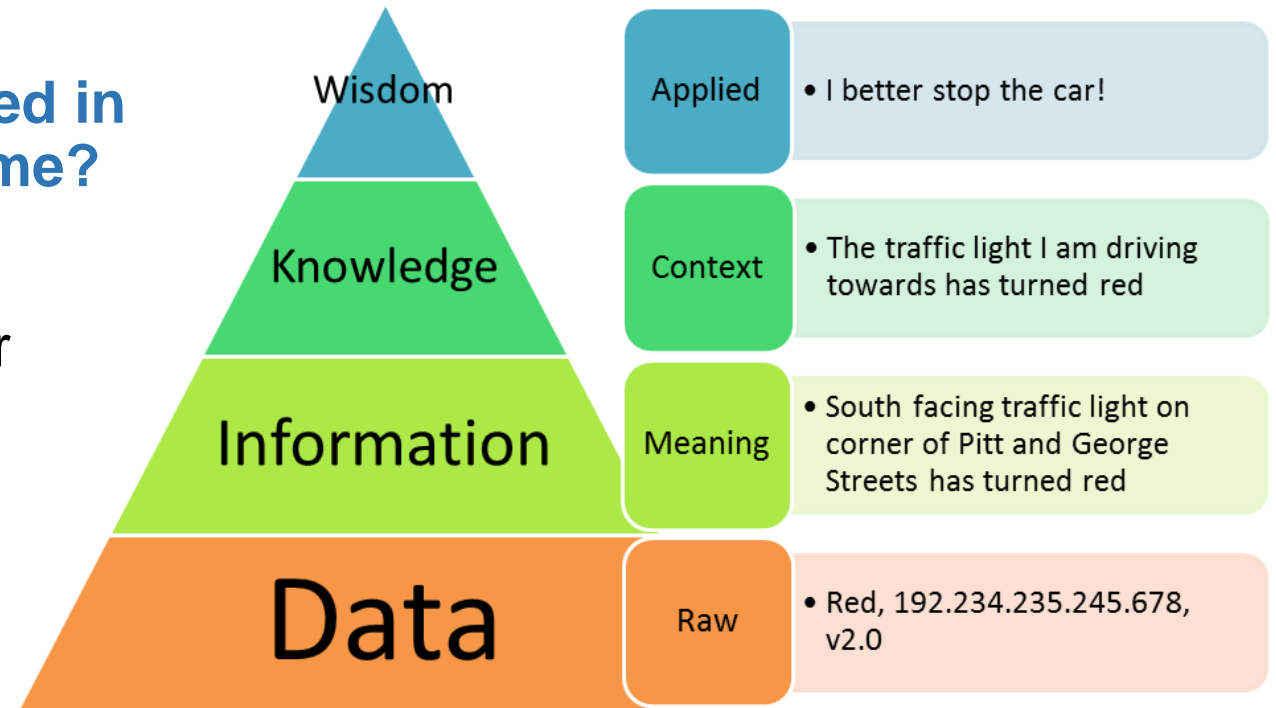 ed in
me?
r
Wisdom
Applied
• I better stop the car!
Knowledge
Context
• The traffic light I am driving
towards has turned red
Information
Meaning
• South facing traffic light on
corner of Pitt and George
Streets has turned red
Data
Raw
• Red, 192.234.235.245.678,
v2.0